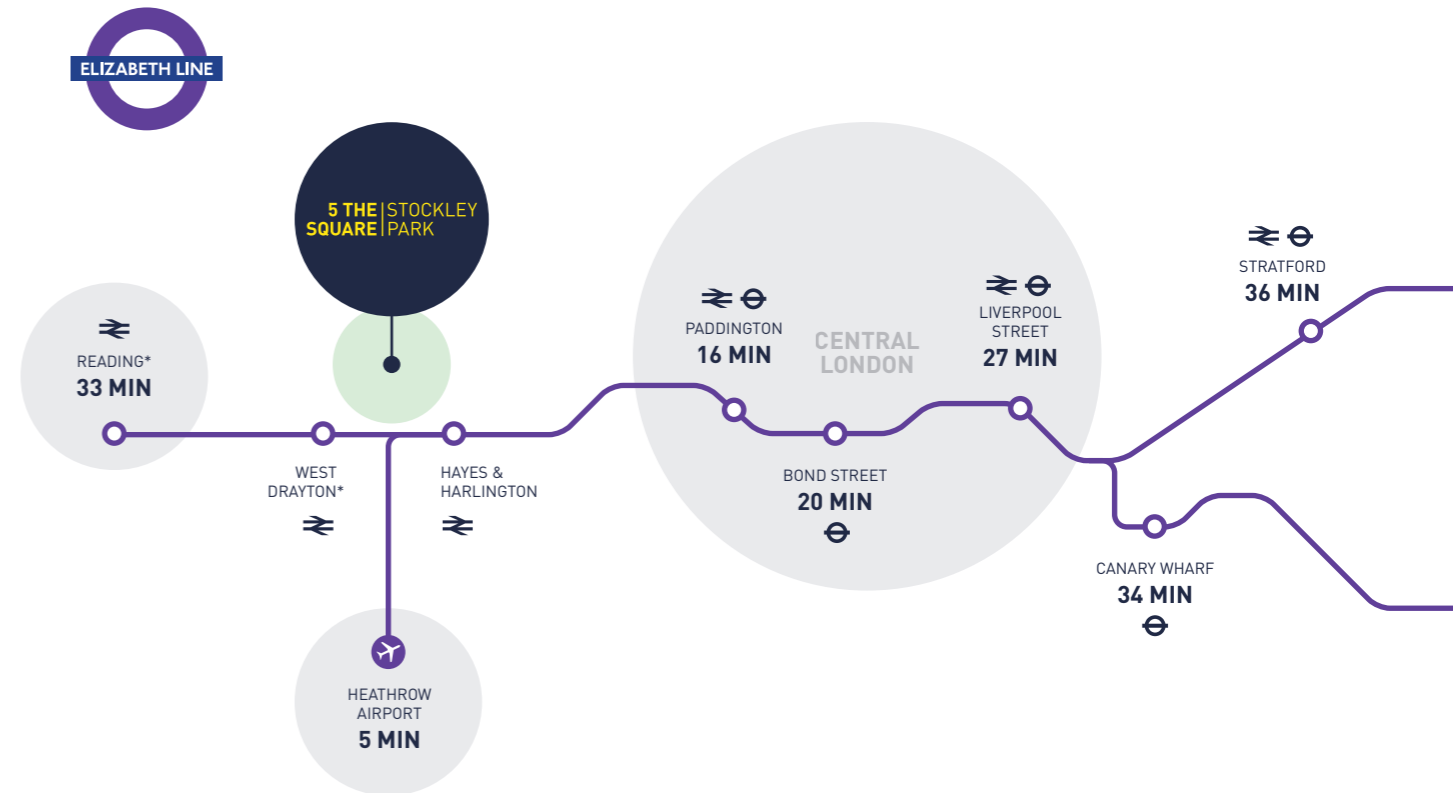 ELIZABETH LINE
5 THE SQUARE | STOCKLEY PARK
READING*
33 MIN
WEST
DRAYTON*
HAYES &
HARLINGTON
HEATHROW
AIRPORT
5 MIN
PADDINGTON
16 MIN
CENTRAL
LONDON
BOND STREET
20 MIN
LIVERPOOL
STREET
27 MIN
STRATFORD
36 MIN
CANARY WHARF
34 MIN